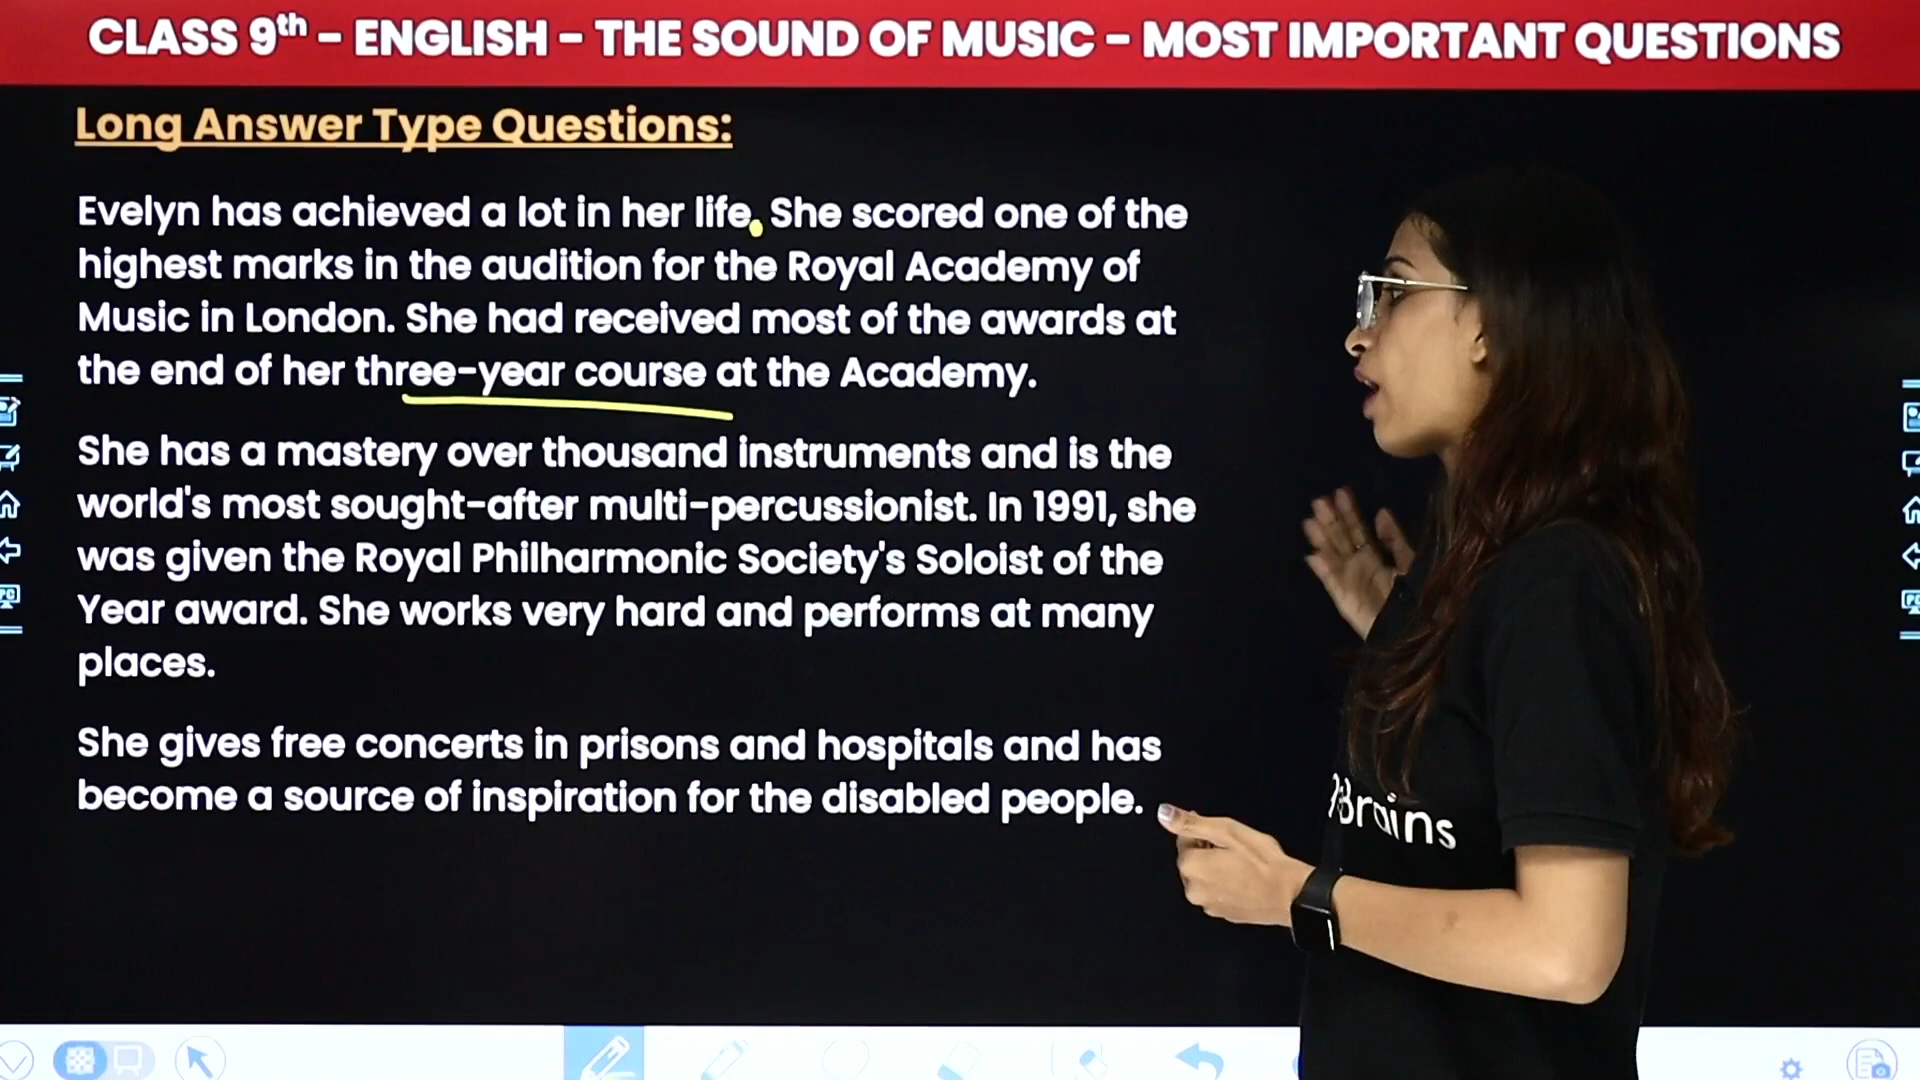 CLASS 9th - ENGLISH - THE SOUND OF MUSIC - MOST IMPORTANT QUESTIONS
Long Answer Type Questions:
Evelyn has achieved a lot in her life. She scored one of the
highest marks in the audition for the Royal Academy of
Music in London. She had received most of the awards at
the end of her three-year course at the Academy.
She has a mastery over thousand instruments and is the
world's most sought-after multi-percussionist. In 1991, she
was given the Royal Philharmonic Society's Soloist of the
Year award. She works very hard and performs at many
places.
She gives free concerts in prisons and hospitals and has
become a source of inspiration for the disabled people.
Brains